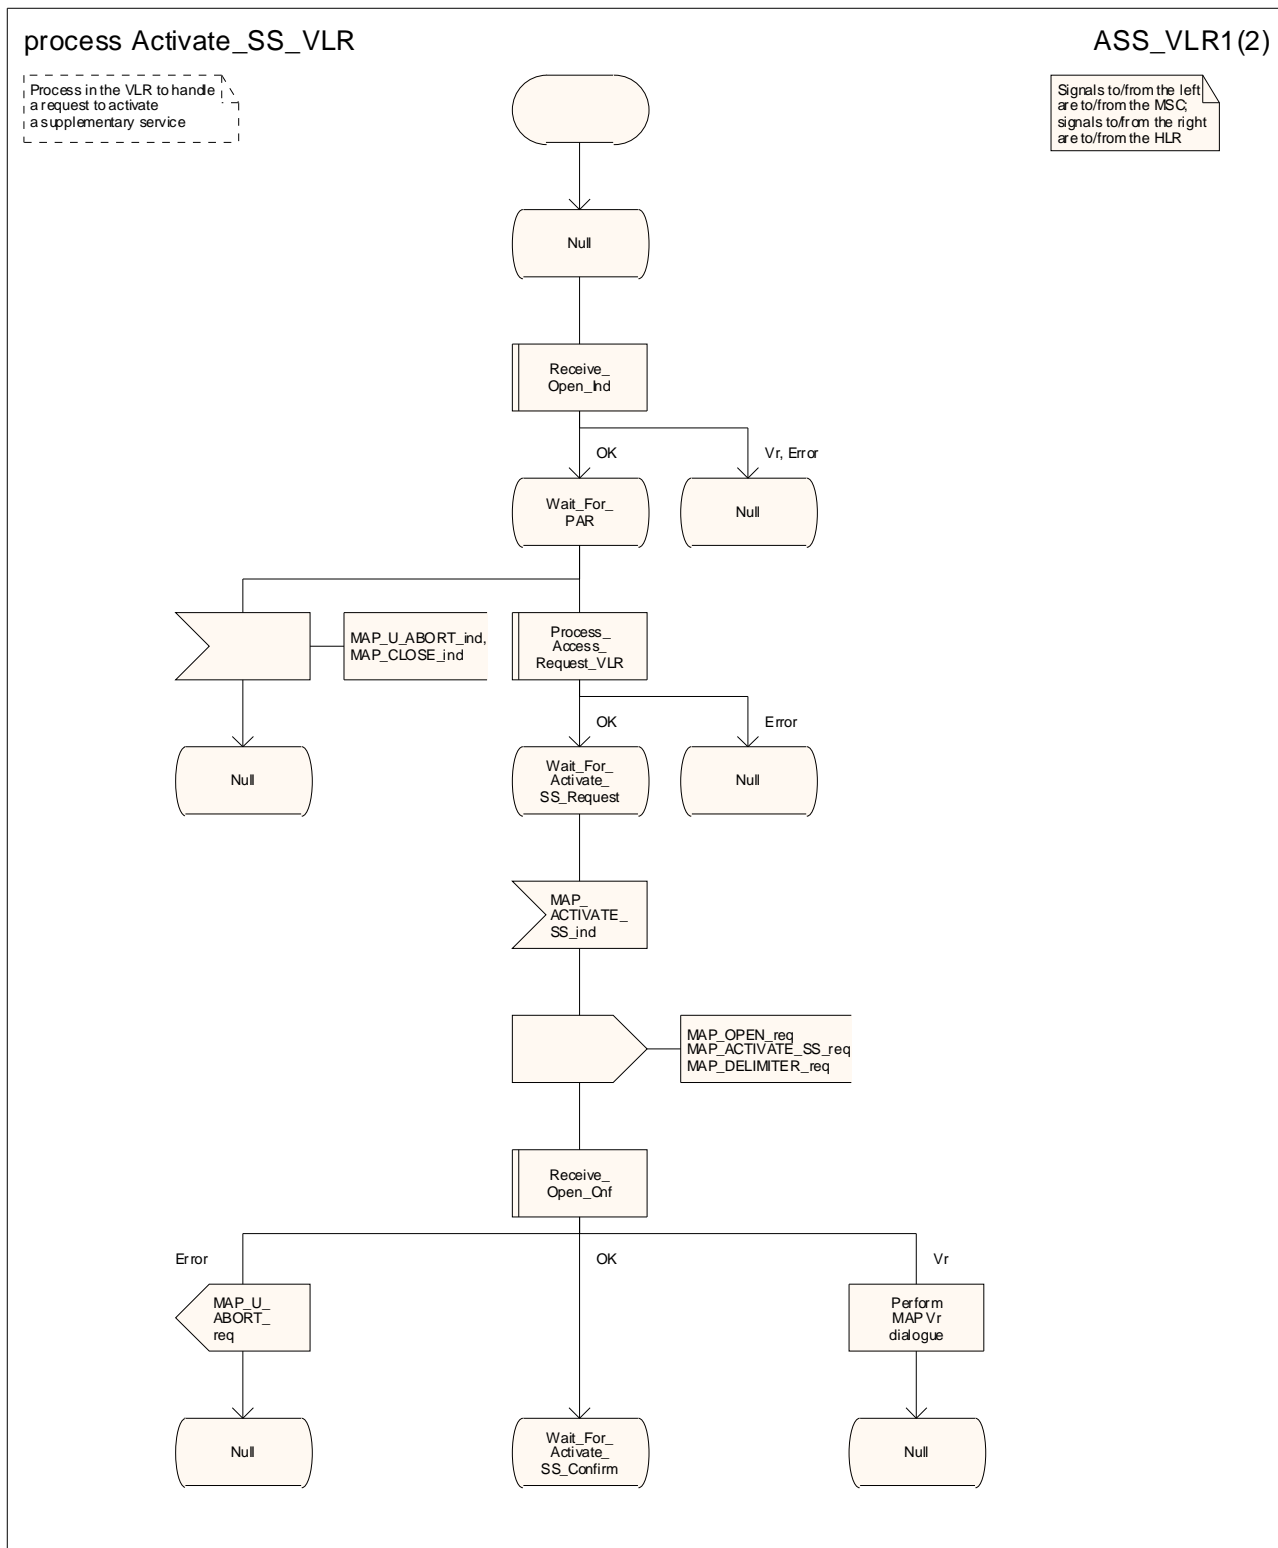 process Activate_SS_VLR
ASS_VLR1(2)
Process in the VLR to handle
a request to activate
a supplementary service
Signals to/from the left
are to/from the MSC;
signals to/from the right
are to/from the HLR
Null
Receive_
Open_Ind
OK
Vr, Error
Wait_For_
PAR
Null
MAP_U_ABORT_ind,
MAP_CLOSE_ind
Process_
Access_
Request_VLR
OK
Error
Null
Wait_For_
Activate_
SS_Request
Null
MAP_
ACTIVATE_
SS_ind
MAP_OPEN_req
MAP_ACTIVATE_SS_req
MAP_DELIMITER_req
Receive_
Open_Cnf
Error
OK
Vr
MAP_U_
ABORT_
req
Perform
MAP Vr
dialogue
Null
Wait_For_
Activate_
SS_Confirm
Null